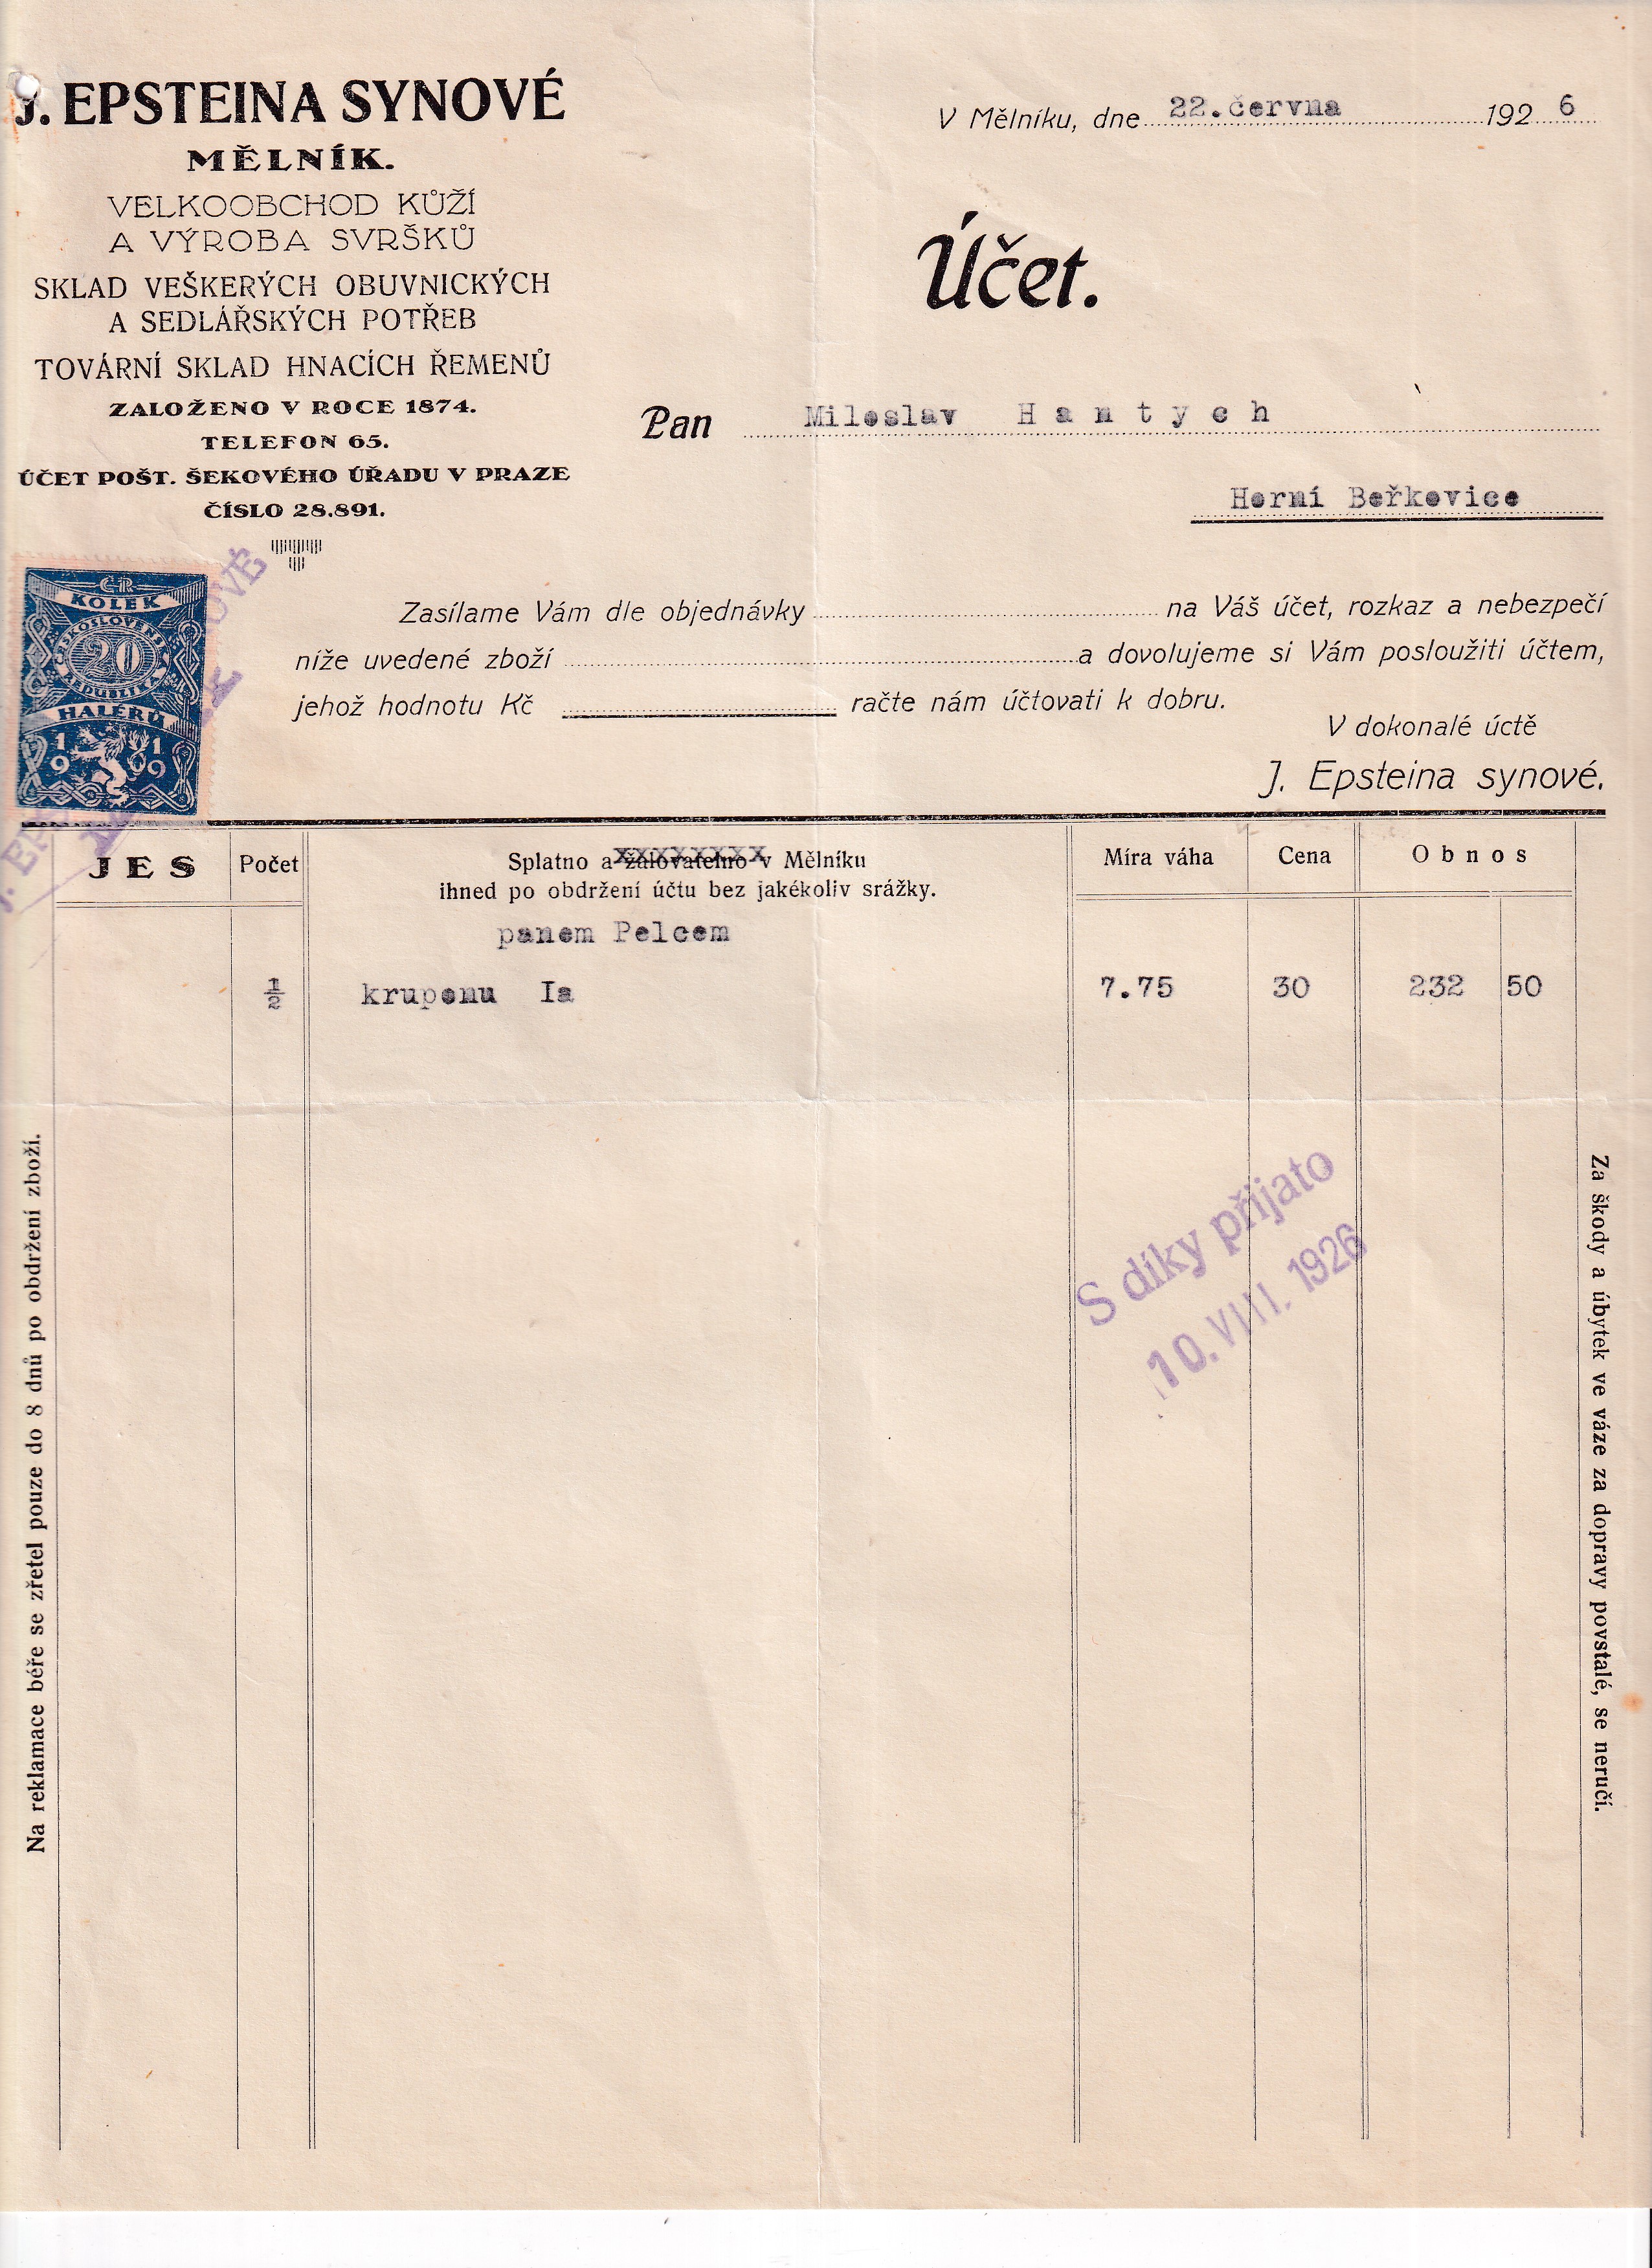 J. EPSTEINA SYNOVÉ
MĚLNÍK.
VELKOOBCHOD KŮŽÍ
A VÝROBA SVRŠKŮ
SKLAD VEŠKERÝCH OBUVNICKÝCH
A SEDLÁŘSKÝCH POTŘEB
TOVÁRNÍ SKLAD HNACÍCH ŘEMENŮ
ZALOŽENO V ROCE 1874.
TELEFON 65.
ÚČET POŠT. ŠEKOVÉHO ÚŘADU V PRAZE
ČÍSLO 28.891.
V Mělníku, dne 22.června 1926
Účet.
Pan Miloslav Hantych
Horní Beřkovice
ČR
KOLEK
ČESKOSLOVENSKÁ
20
REPUBLIKA
HALÉRŮ
1919
Zasílame Vám dle objednávky na Váš účet, rozkaz a nebezpečí
níže uvedené zboží a dovolujeme si Vám posloužiti účtem,
jehož hodnotu Kč račte nám účtovati k dobru.
V dokonalé úctě
J. Epsteina synové.
JES Počet Splatno a žalovatelno v Mělníku Míra váha Cena Obnos
ihned po obdržení účtu bez jakékoliv srážky.
panem Pelcem
½ kruponu Ia 7.75 30 232 50
S díky přijato
10. VIII. 1926
Na reklamace béře se zřetel pouze do 8 dnů po obdržení zboží.
Za škody a úbytek ve váze za dopravy povstalé, se neručí.